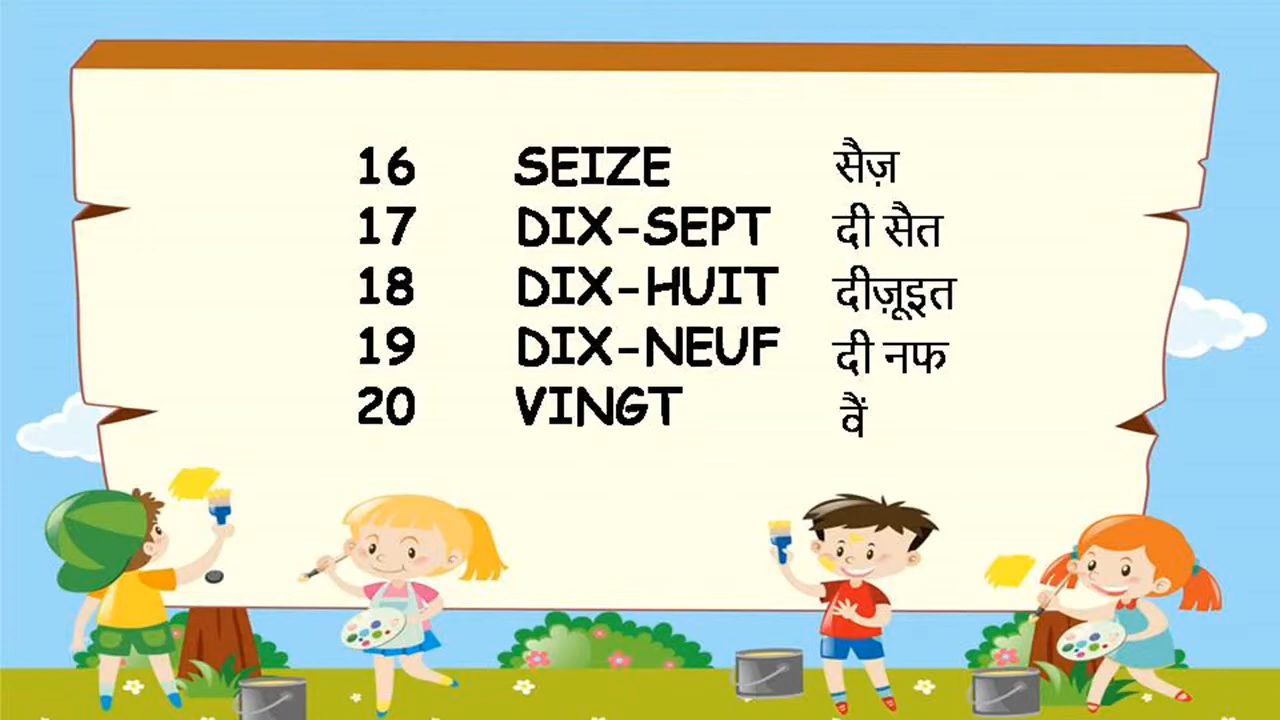 16 SEIZE सैज़
17 DIX-SEPT दी सैत
18 DIX-HUIT दीज़ूइत
19 DIX-NEUF दी नफ
20 VINGT वैं